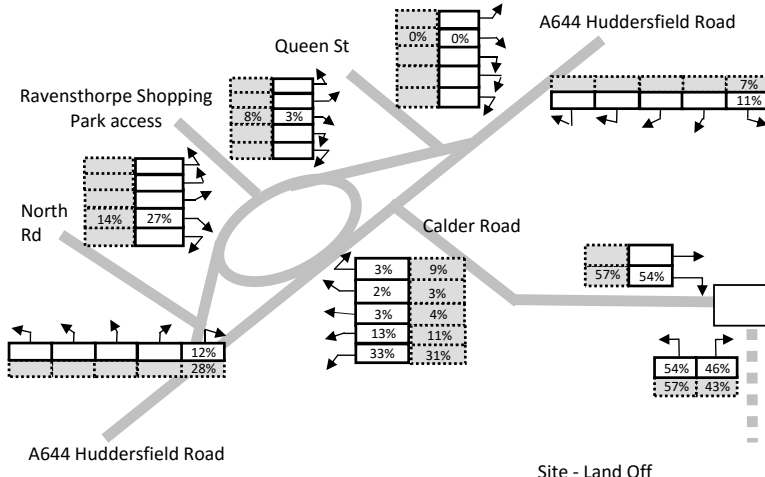 A644 Huddersfield Road
Queen St
0% 0%
7%
11%
Ravensthorpe Shopping
Park access
8% 3%
14% 27%
North
Rd
Calder Road
3% 9%
2% 3%
3% 4%
13% 11%
33% 31%
57% 54%
12%
28%
54% 46%
57% 43%
A644 Huddersfield Road
Site - Land Off